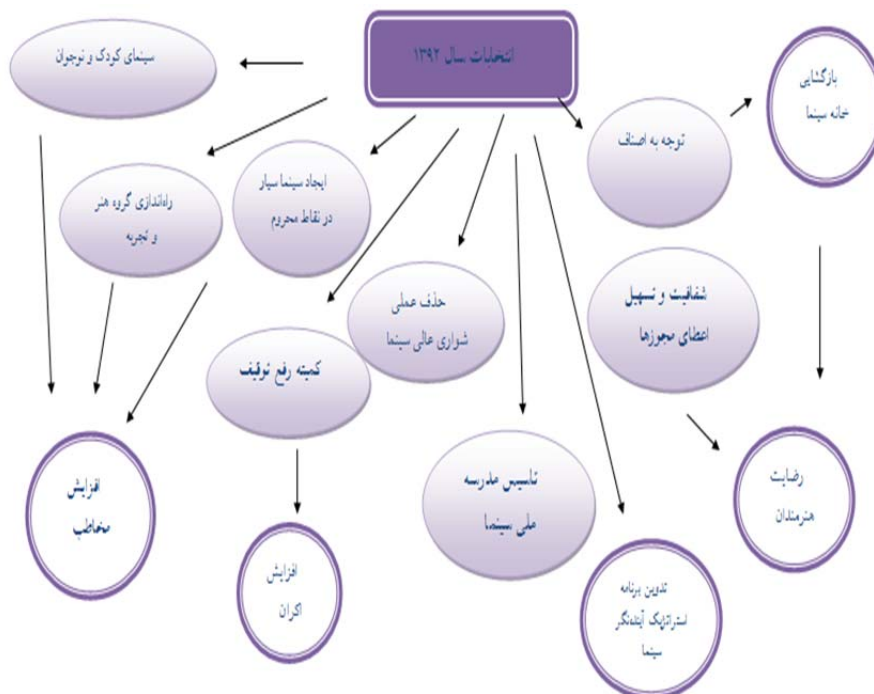 انتخابات سال ۱۳۹۲
سینمای کودک و نوجوان
بازگشایی
خانه سینما
توجه به اصناف
ایجاد سینما سیار
در نقاط محروم
راه‌اندازی گروه هنر
و تجربه
شفافیت و تسهیل
اعطای مجوزها
حذف عملی
شواری عالی سینما
کمیته رفع توقیف
رضایت
هنرمندان
تاسیس مدرسه
ملی سینما
افزایش
مخاطب
افزایش
اکران
تدوین برنامه
استراتژیک آینده‌نگر
سینما